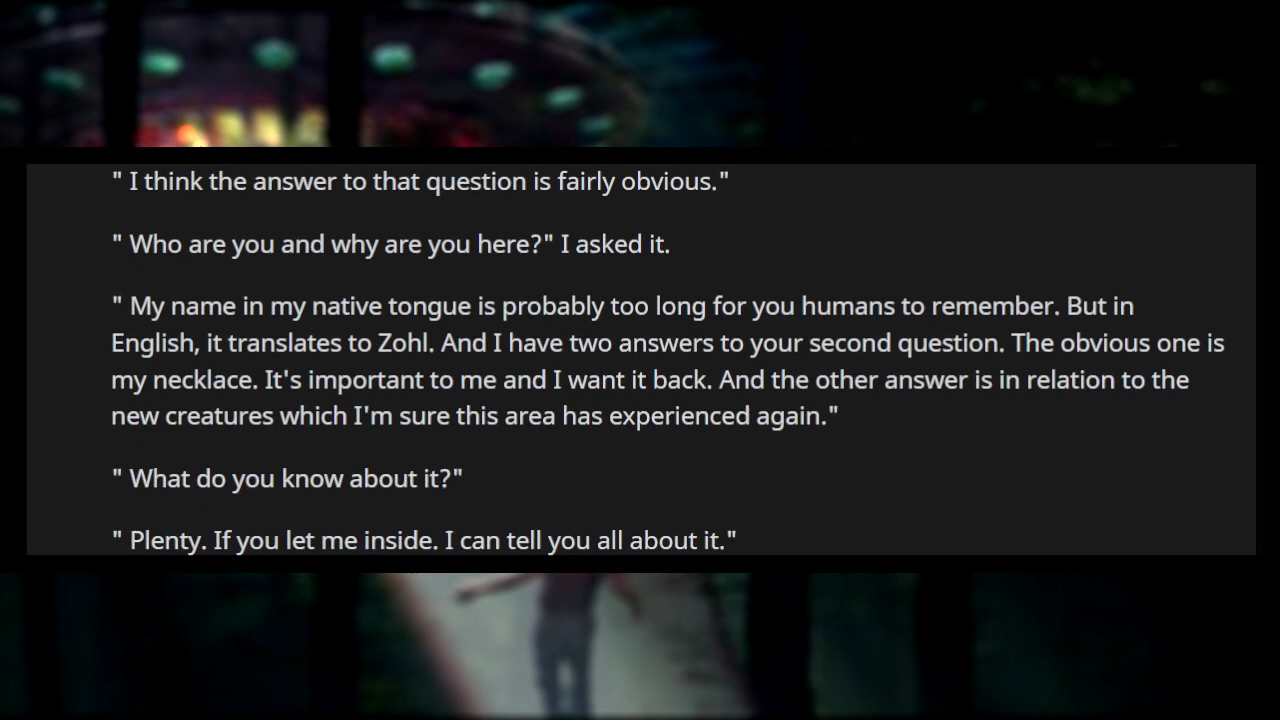 " I think the answer to that question is fairly obvious."
" Who are you and why are you here?" I asked it.
" My name in my native tongue is probably too long for you humans to remember. But in
English, it translates to Zohl. And I have two answers to your second question. The obvious one is
my necklace. It's important to me and I want it back. And the other answer is in relation to the
new creatures which I'm sure this area has experienced again."
" What do you know about it?"
" Plenty. If you let me inside. I can tell you all about it."